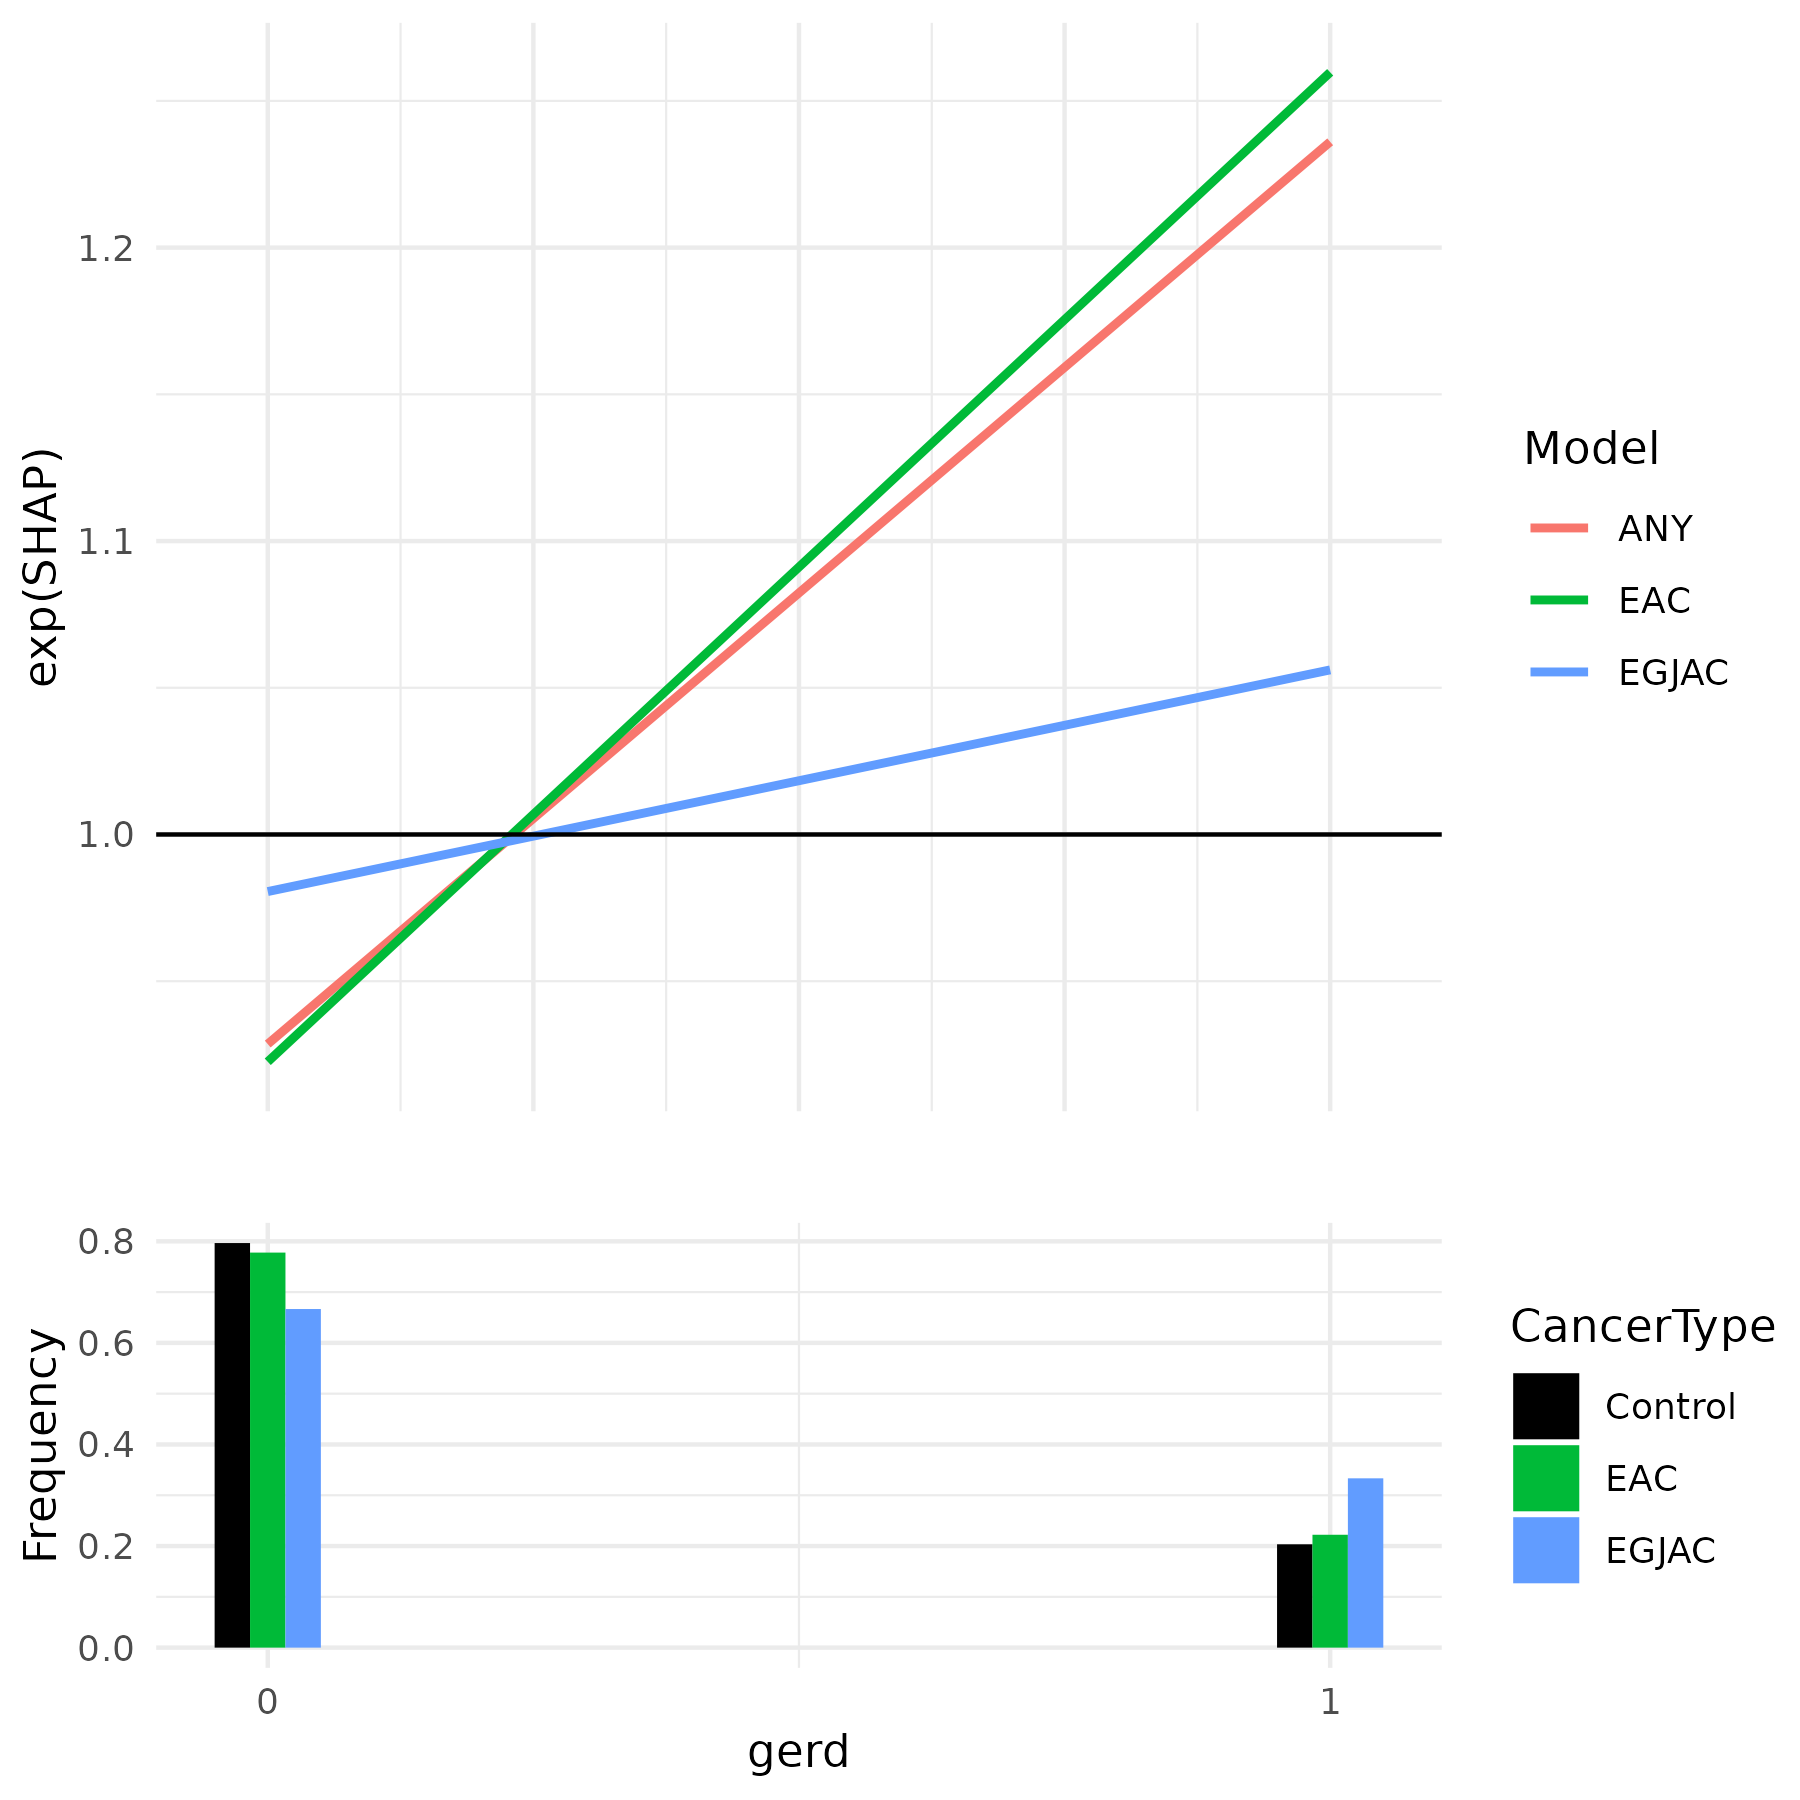 exp(SHAP)
1.2
1.1
1.0
Model
ANY
EAC
EGJAC
Frequency
0.8
0.6
0.4
0.2
0.0
0
1
gerd
CancerType
Control
EAC
EGJAC